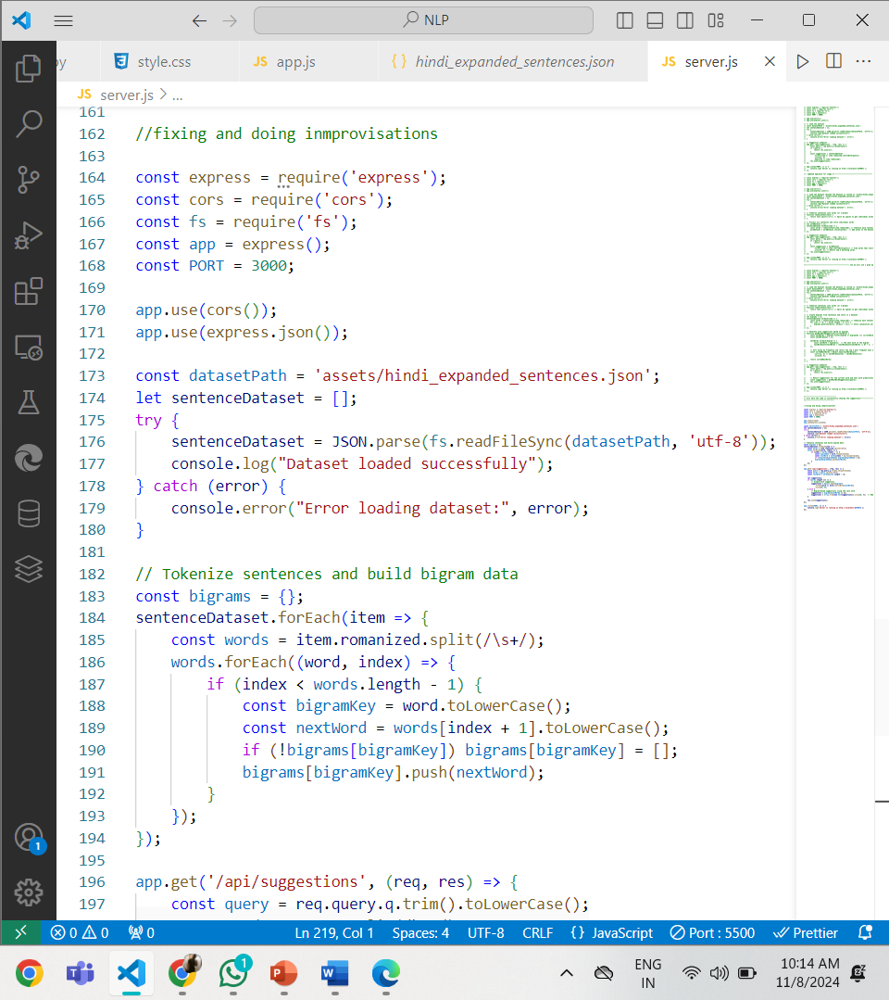 NLP
py
style.css
JS app.js
{ } hindi_expanded_sentences.json
JS server.js
JS server.js > ...
161
162 //fixing and doing inmprovisations
163
164 const express = require('express');
165 const cors = require('cors');
166 const fs = require('fs');
167 const app = express();
168 const PORT = 3000;
169
170 app.use(cors());
171 app.use(express.json());
172
173 const datasetPath = 'assets/hindi_expanded_sentences.json';
174 let sentenceDataset = [];
175 try {
176 sentenceDataset = JSON.parse(fs.readFileSync(datasetPath, 'utf-8'));
177 console.log("Dataset loaded successfully");
178 } catch (error) {
179 console.error("Error loading dataset:", error);
180 }
181
182 // Tokenize sentences and build bigram data
183 const bigrams = {};
184 sentenceDataset.forEach(item => {
185 const words = item.romanized.split(/\s+/);
186 words.forEach((word, index) => {
187 if (index < words.length - 1) {
188 const bigramKey = word.toLowerCase();
189 const nextWord = words[index + 1].toLowerCase();
190 if (!bigrams[bigramKey]) bigrams[bigramKey] = [];
191 bigrams[bigramKey].push(nextWord);
192 }
193 });
194 });
195
196 app.get('/api/suggestions', (req, res) => {
197 const query = req.query.q.trim().toLowerCase();
1
0 0 0 Ln 219, Col 1 Spaces: 4 UTF-8 CRLF { } JavaScript Port : 5500 Prettier
1
ENG
IN
10:14 AM
11/8/2024